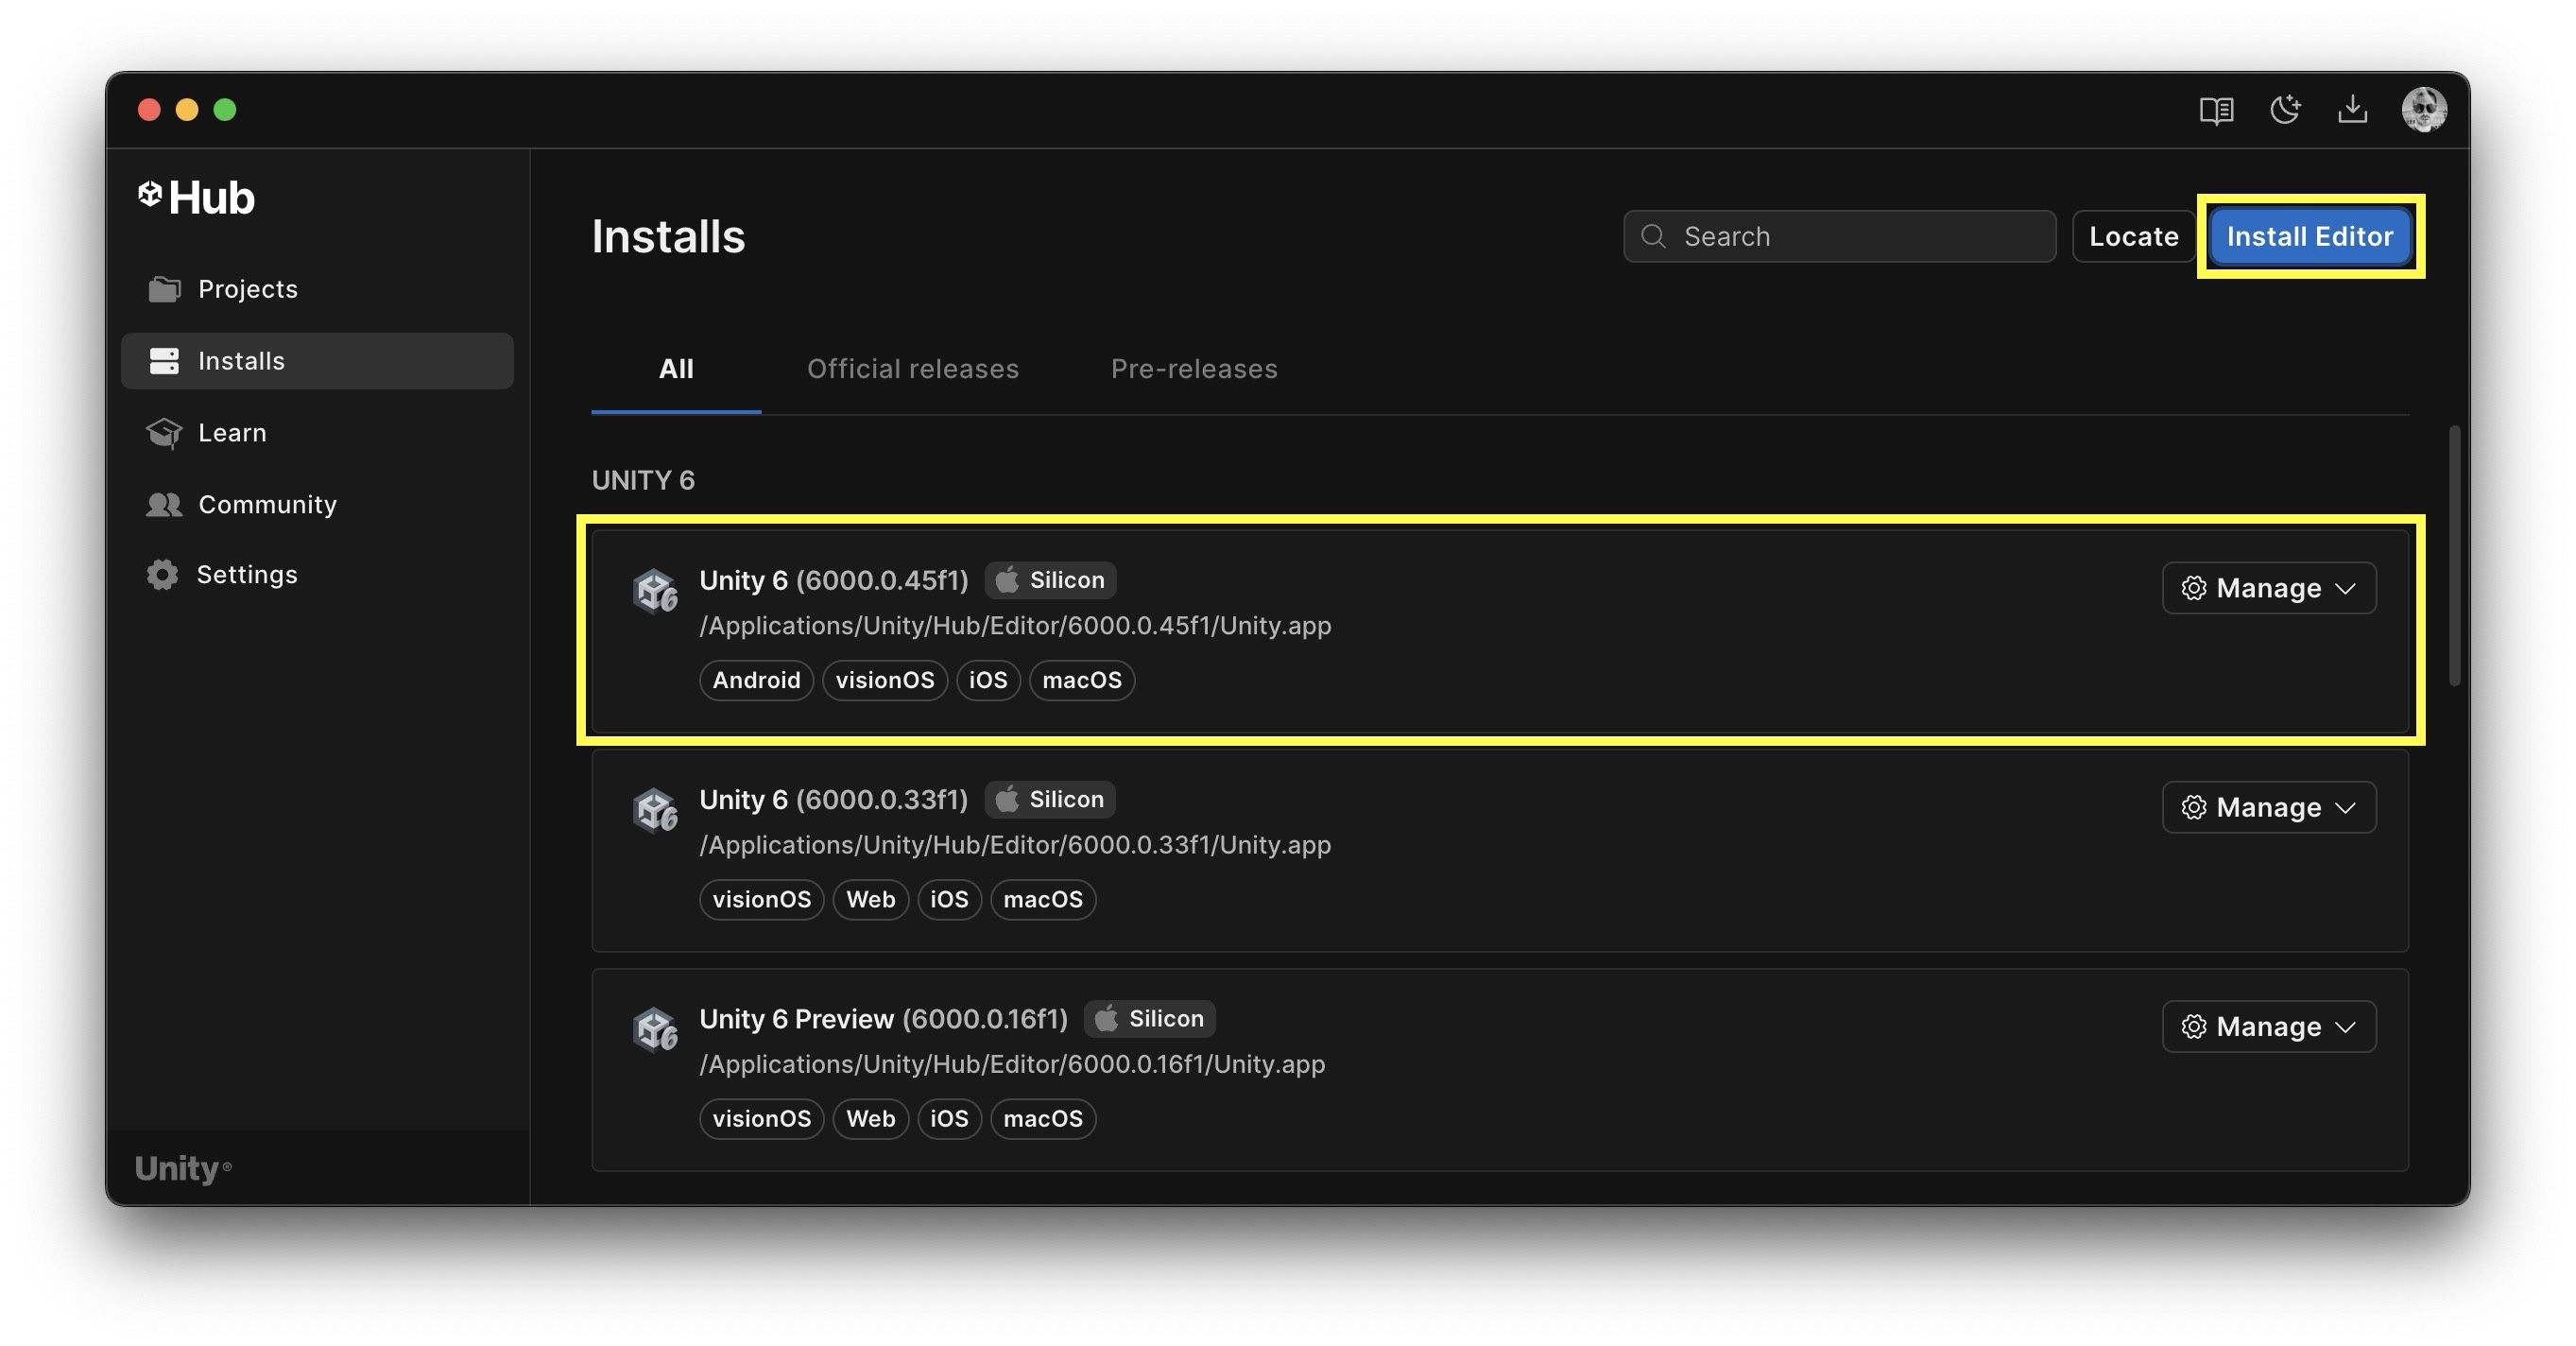 Hub
Projects
Installs
Learn
Community
Settings
Unity®
Installs
Search
Locate
Install Editor
All
Official releases
Pre-releases
UNITY 6
Unity 6 (6000.0.45f1) Silicon
Manage
/Applications/Unity/Hub/Editor/6000.0.45f1/Unity.app
Android visionOS iOS macOS
Unity 6 (6000.0.33f1) Silicon
Manage
/Applications/Unity/Hub/Editor/6000.0.33f1/Unity.app
visionOS Web iOS macOS
Unity 6 Preview (6000.0.16f1) Silicon
Manage
/Applications/Unity/Hub/Editor/6000.0.16f1/Unity.app
visionOS Web iOS macOS